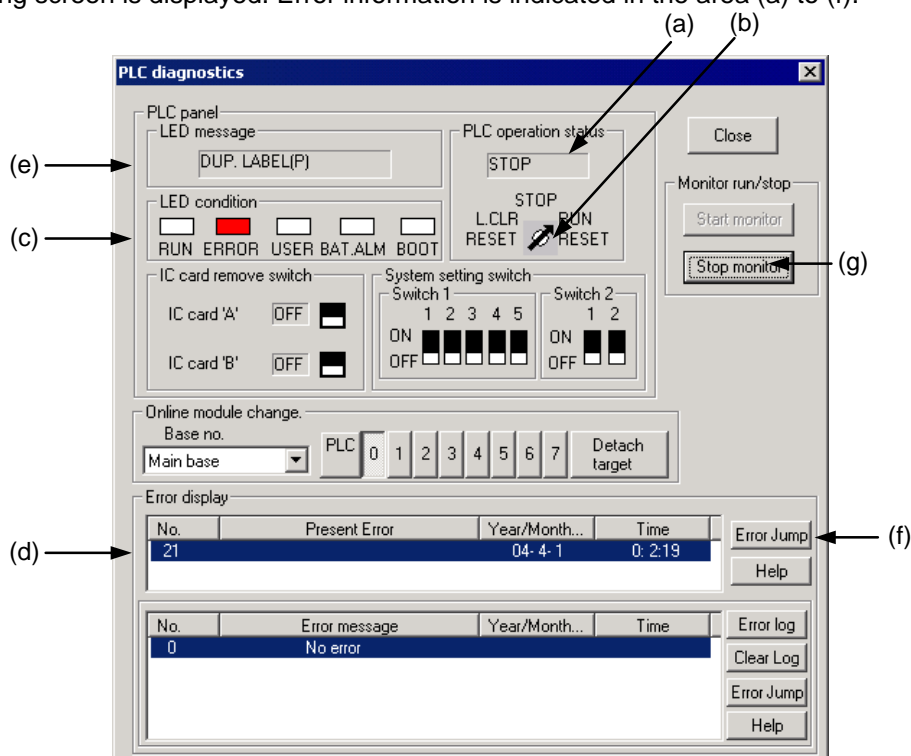 ng screen is displayed. Error information is indicated in the area (a) to (f).
(a) (b)
PLC diagnostics
PLC panel
LED message
DUP. LABEL(P)
PLC operation status
STOP
Close
(e)
STOP
L.CLR RUN
RESET RESET
Monitor run/stop
Start monitor
Stop monitor
(g)
LED condition
RUN ERROR USER BAT.ALM BOOT
(c)
IC card remove switch
IC card 'A' OFF
IC card 'B' OFF
System setting switch
Switch 1
1 2 3 4 5
ON
OFF
Switch 2
1 2
ON
OFF
Online module change.
Base no.
Main base
PLC 0 1 2 3 4 5 6 7
Detach
target
Error display
No. Present Error Year/Month... Time
21 04- 4- 1 0: 2:19
(d)
Error Jump
(f)
Help
No. Error message Year/Month... Time
0 No error
Error log
Clear Log
Error Jump
Help